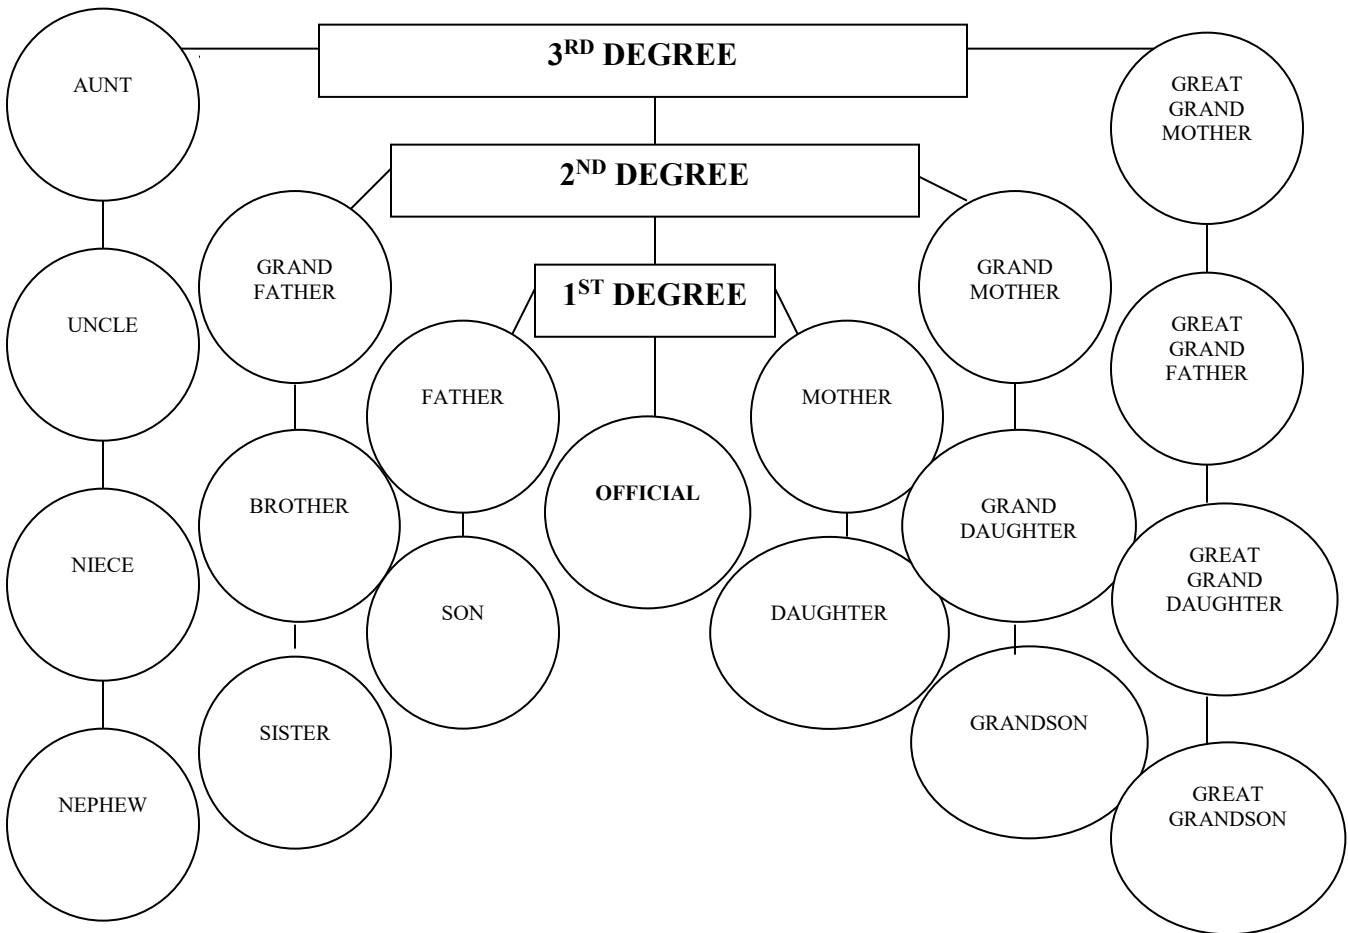 3RD DEGREE
AUNT
GREAT
GRAND
MOTHER
2ND DEGREE
GRAND
FATHER
GRAND
MOTHER
1ST DEGREE
UNCLE
GREAT
GRAND
FATHER
FATHER
MOTHER
OFFICIAL
BROTHER
GRAND
DAUGHTER
NIECE
GREAT
GRAND
DAUGHTER
SON
DAUGHTER
SISTER
GRANDSON
NEPHEW
GREAT
GRANDSON